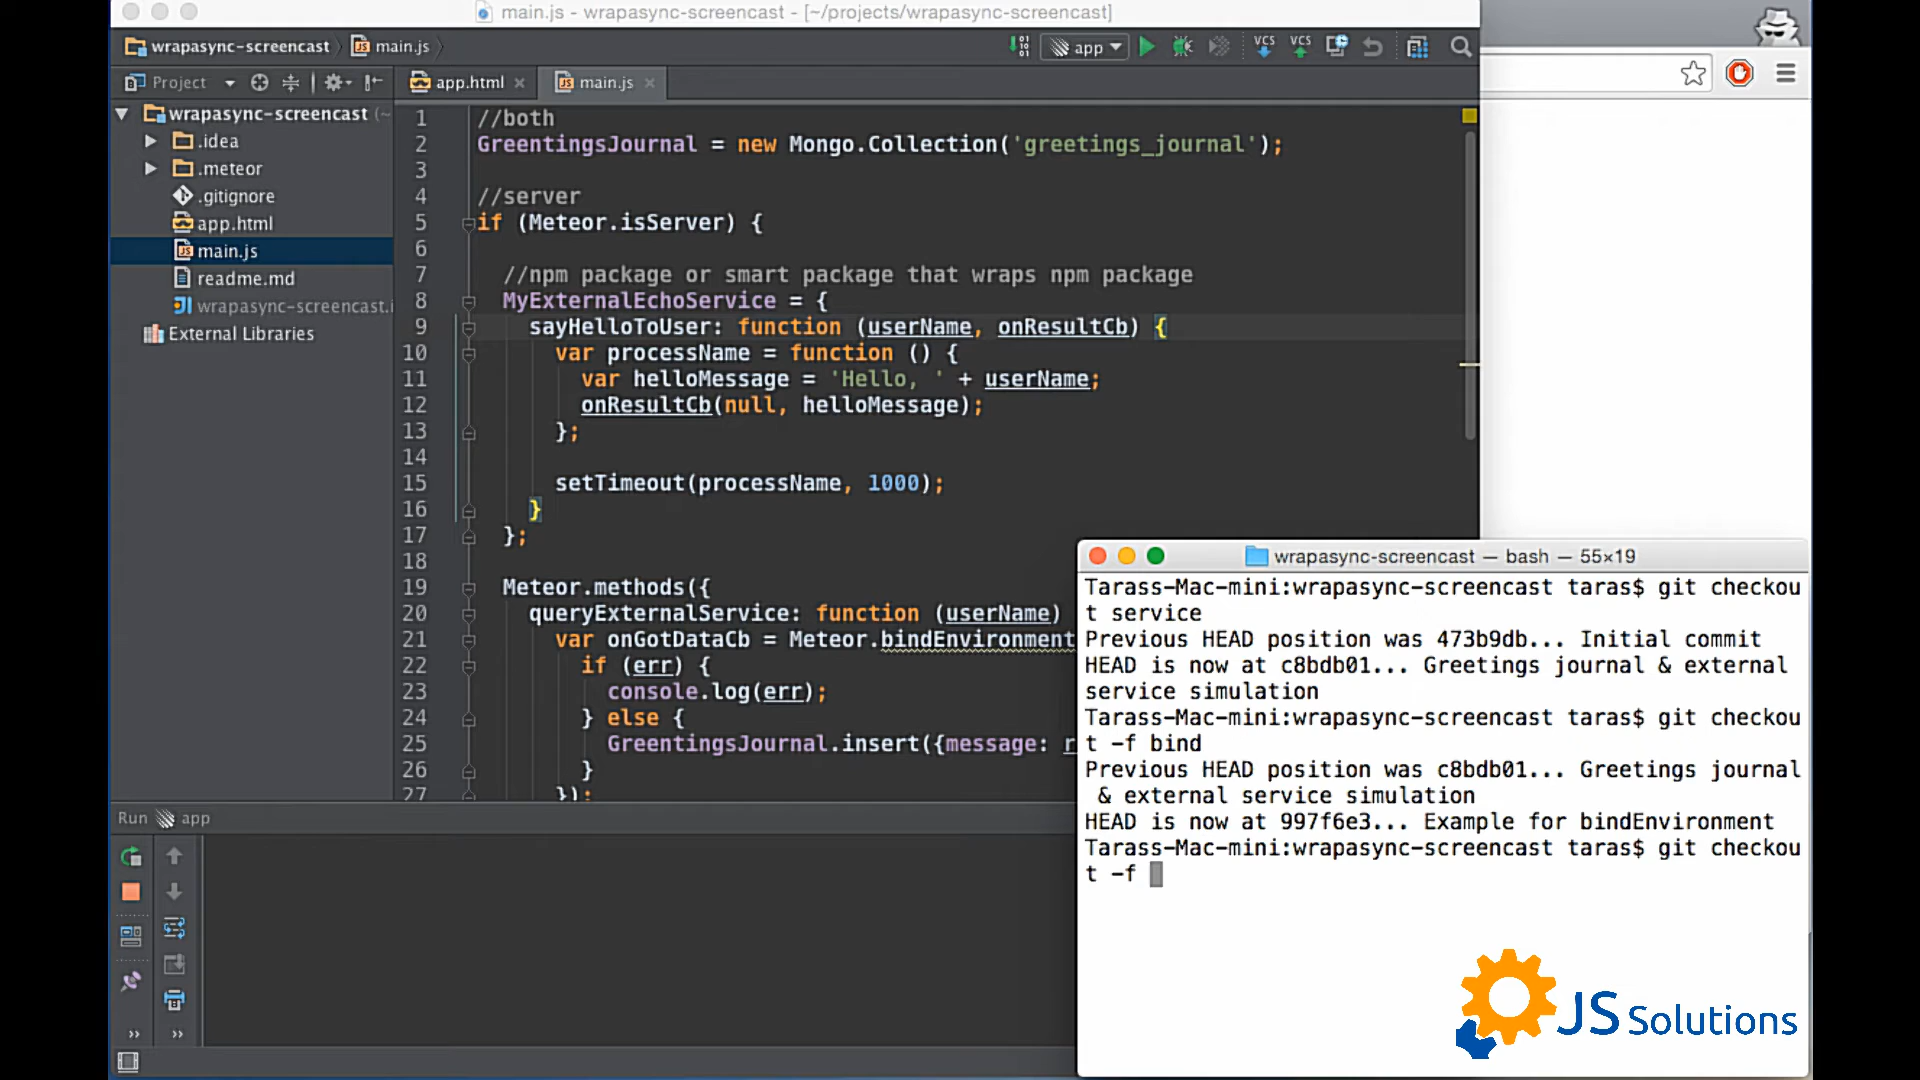 main.js - wrapasync-screencast - [~/projects/wrapasync-screencast]
wrapasync-screencast
main.js
app
VCS
VCS
Project
app.html
main.js
wrapasync-screencast (~
.idea
.meteor
.gitignore
app.html
main.js
readme.md
wrapasync-screencast.i
External Libraries
1 //both
2 GreentingsJournal = new Mongo.Collection('greetings_journal');
3
4 //server
5 if (Meteor.isServer) {
6
7 //npm package or smart package that wraps npm package
8 MyExternalEchoService = {
9 sayHelloToUser: function (userName, onResultCb) {
10 var processName = function () {
11 var helloMessage = 'Hello, ' + userName;
12 onResultCb(null, helloMessage);
13 };
14
15 setTimeout(processName, 1000);
16 }
17 };
18
19 Meteor.methods({
20 queryExternalService: function (userName)
21 var onGotDataCb = Meteor.bindEnvironment
22 if (err) {
23 console.log(err);
24 } else {
25 GreentingsJournal.insert({message: r
26 }
27 });
Run app
wrapasync-screencast — bash — 55×19
Tarass-Mac-mini:wrapasync-screencast taras$ git checkou
t service
Previous HEAD position was 473b9db... Initial commit
HEAD is now at c8bdb01... Greetings journal & external
service simulation
Tarass-Mac-mini:wrapasync-screencast taras$ git checkou
t -f bind
Previous HEAD position was c8bdb01... Greetings journal
& external service simulation
HEAD is now at 997f6e3... Example for bindEnvironment
Tarass-Mac-mini:wrapasync-screencast taras$ git checkou
t -f
JS Solutions